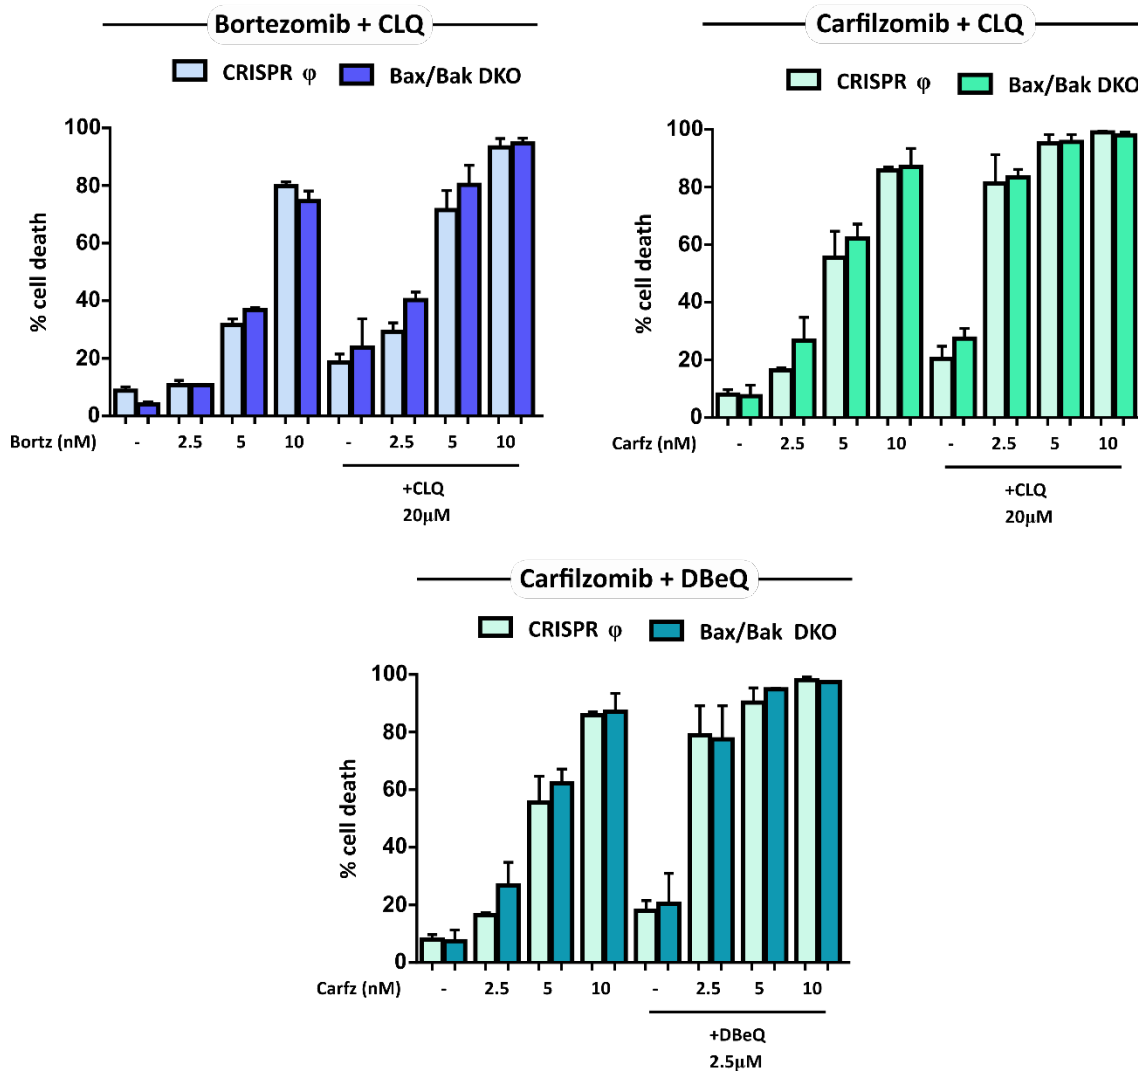 Bortezomib + CLQ
CRISPR φ Bax/Bak DKO
% cell death
100
80
60
40
20
0
Bortz (nM) - 2.5 5 10 - 2.5 5 10
+CLQ
20μM
Carfilzomib + CLQ
CRISPR φ Bax/Bak DKO
% cell death
100
80
60
40
20
0
Carfz (nM) - 2.5 5 10 - 2.5 5 10
+CLQ
20μM
Carfilzomib + DBeQ
CRISPR φ Bax/Bak DKO
% cell death
100
80
60
40
20
0
Carfz (nM) - 2.5 5 10 - 2.5 5 10
+DBeQ
2.5μM